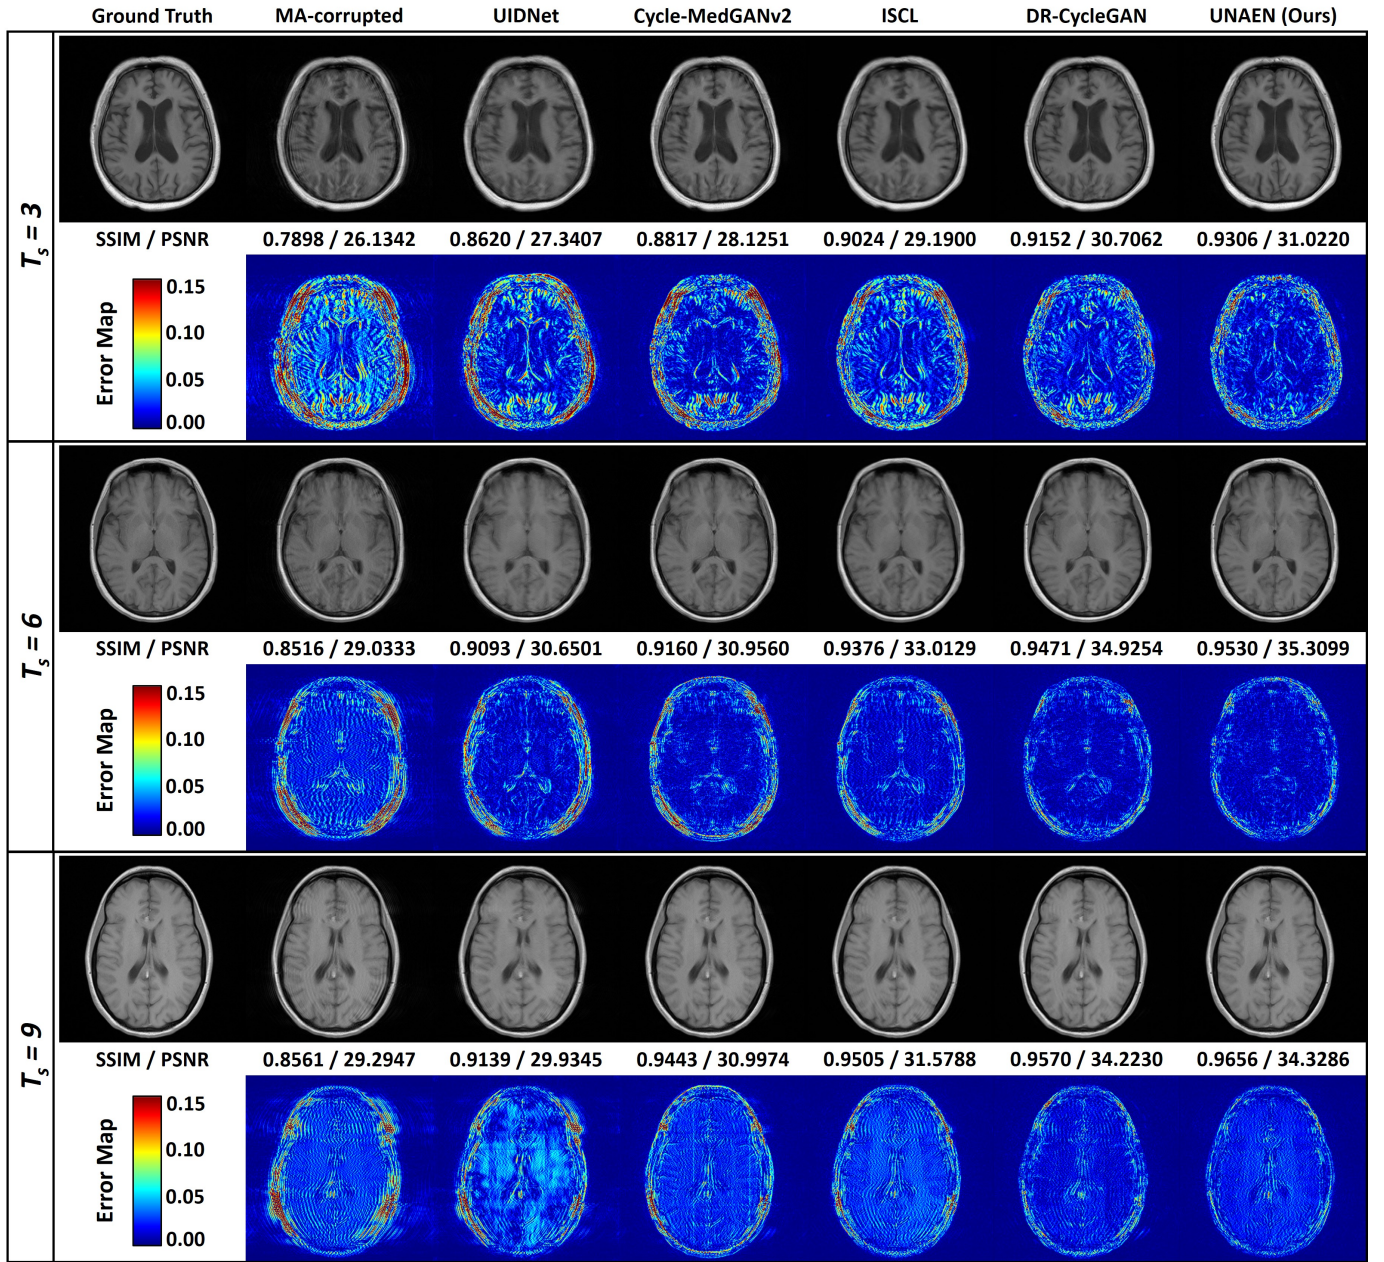 Ground Truth MA-corrupted UIDNet Cycle-MedGANv2 ISCL DR-CycleGAN UNAEN (Ours)
Ts = 3
SSIM / PSNR 0.7898 / 26.1342 0.8620 / 27.3407 0.8817 / 28.1251 0.9024 / 29.1900 0.9152 / 30.7062 0.9306 / 31.0220
Error Map
0.15
0.10
0.05
0.00
Ts = 6
SSIM / PSNR 0.8516 / 29.0333 0.9093 / 30.6501 0.9160 / 30.9560 0.9376 / 33.0129 0.9471 / 34.9254 0.9530 / 35.3099
Error Map
0.15
0.10
0.05
0.00
Ts = 9
SSIM / PSNR 0.8561 / 29.2947 0.9139 / 29.9345 0.9443 / 30.9974 0.9505 / 31.5788 0.9570 / 34.2230 0.9656 / 34.3286
Error Map
0.15
0.10
0.05
0.00